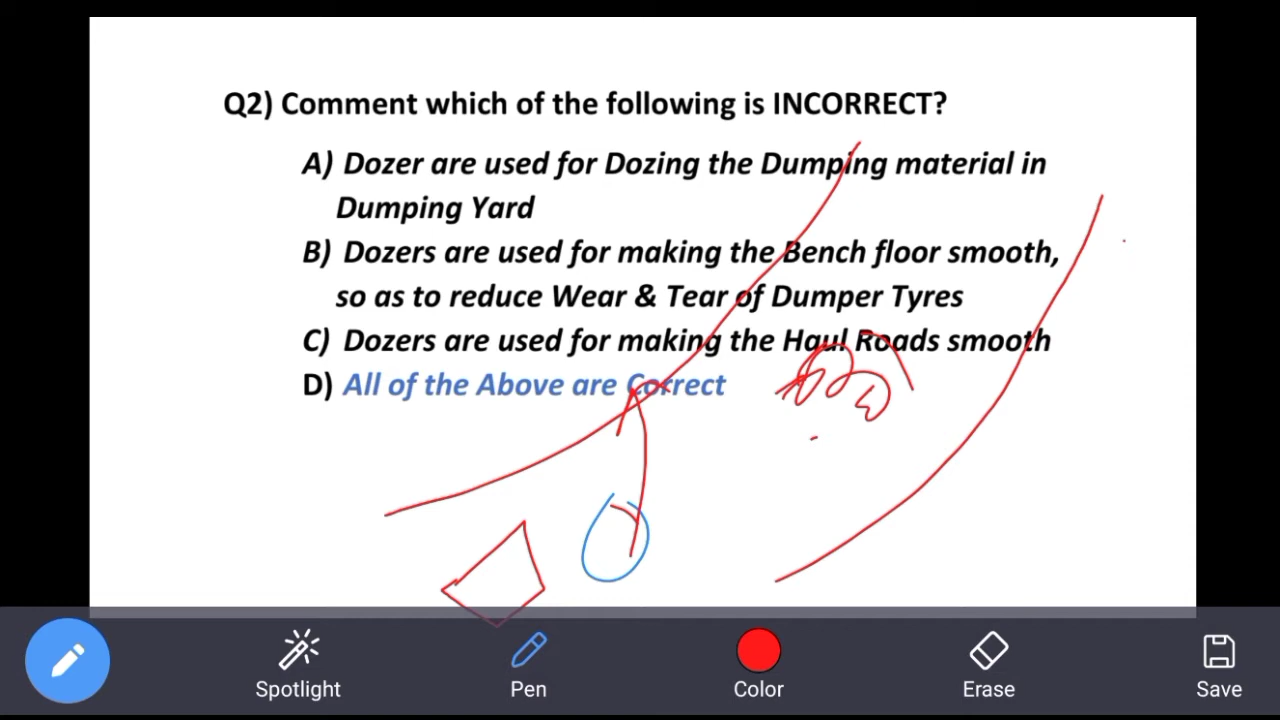 Q2) Comment which of the following is INCORRECT?
A) Dozer are used for Dozing the Dumping material in
Dumping Yard
B) Dozers are used for making the Bench floor smooth,
so as to reduce Wear & Tear of Dumper Tyres
C) Dozers are used for making the Haul Roads smooth
D) All of the Above are Correct
Spotlight
Pen
Color
Erase
Save